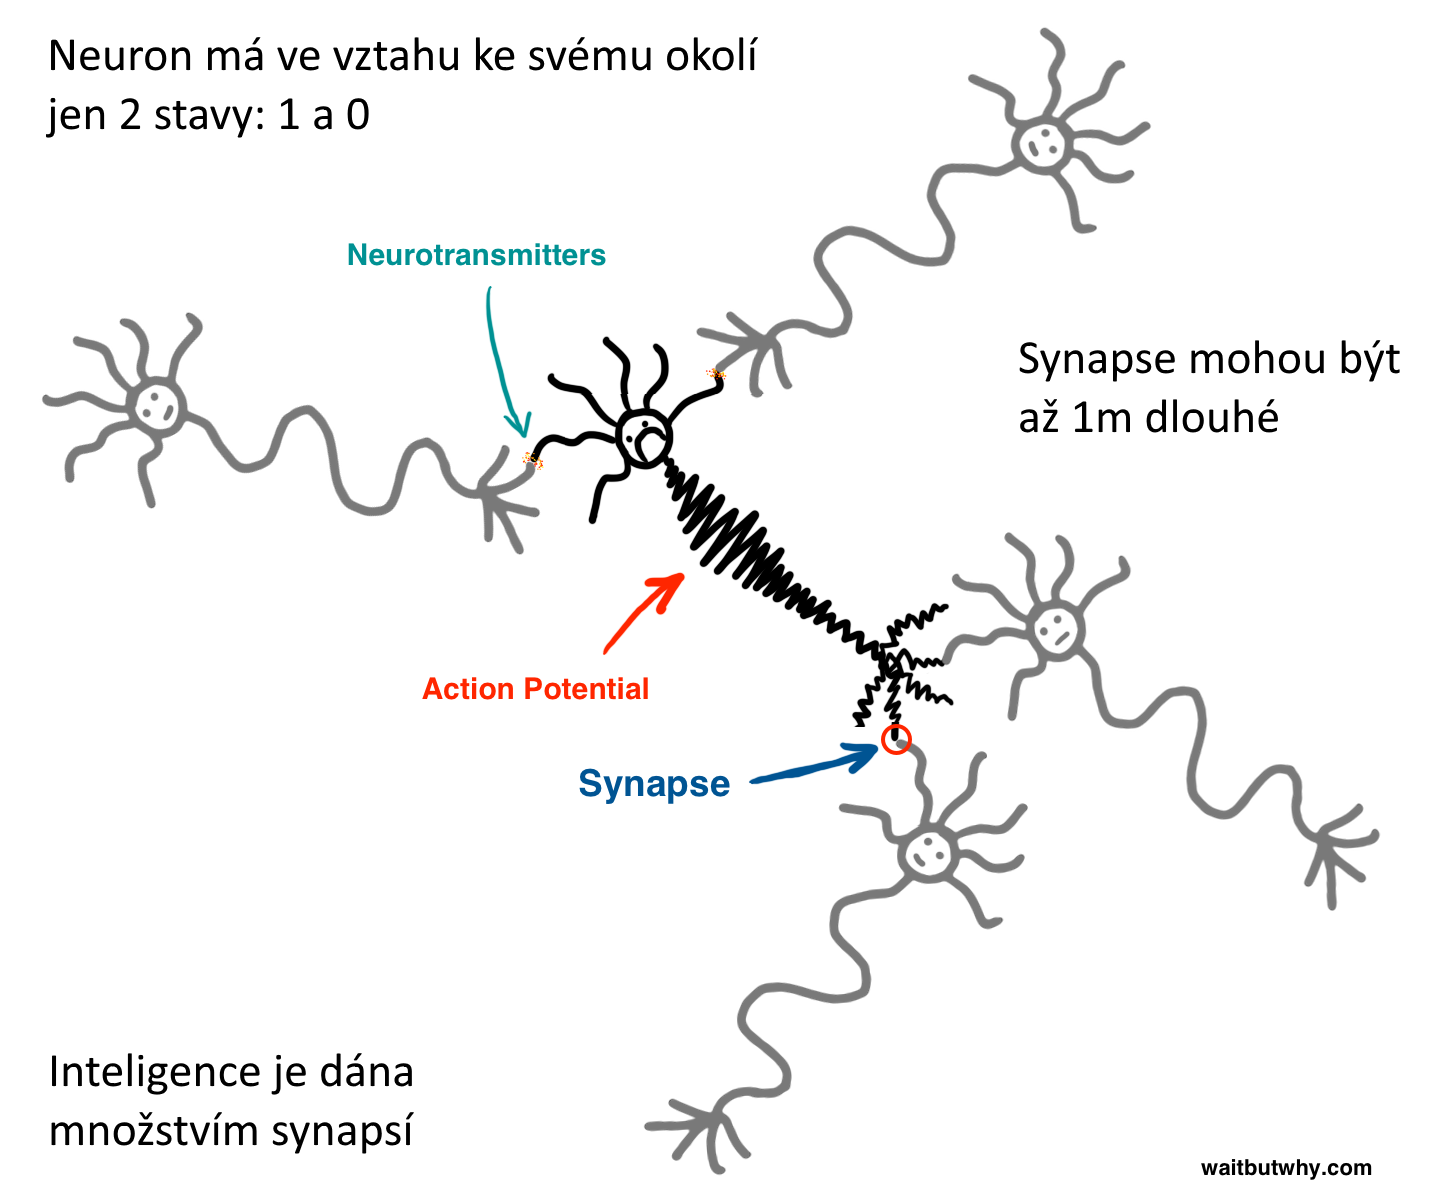 Neuron má ve vztahu ke svému okolí
jen 2 stavy: 1 a 0
Neurotransmitters
Synapse mohou být
až 1m dlouhé
Action Potential
Synapse
Inteligence je dána
množstvím synapsí
waitbutwhy.com